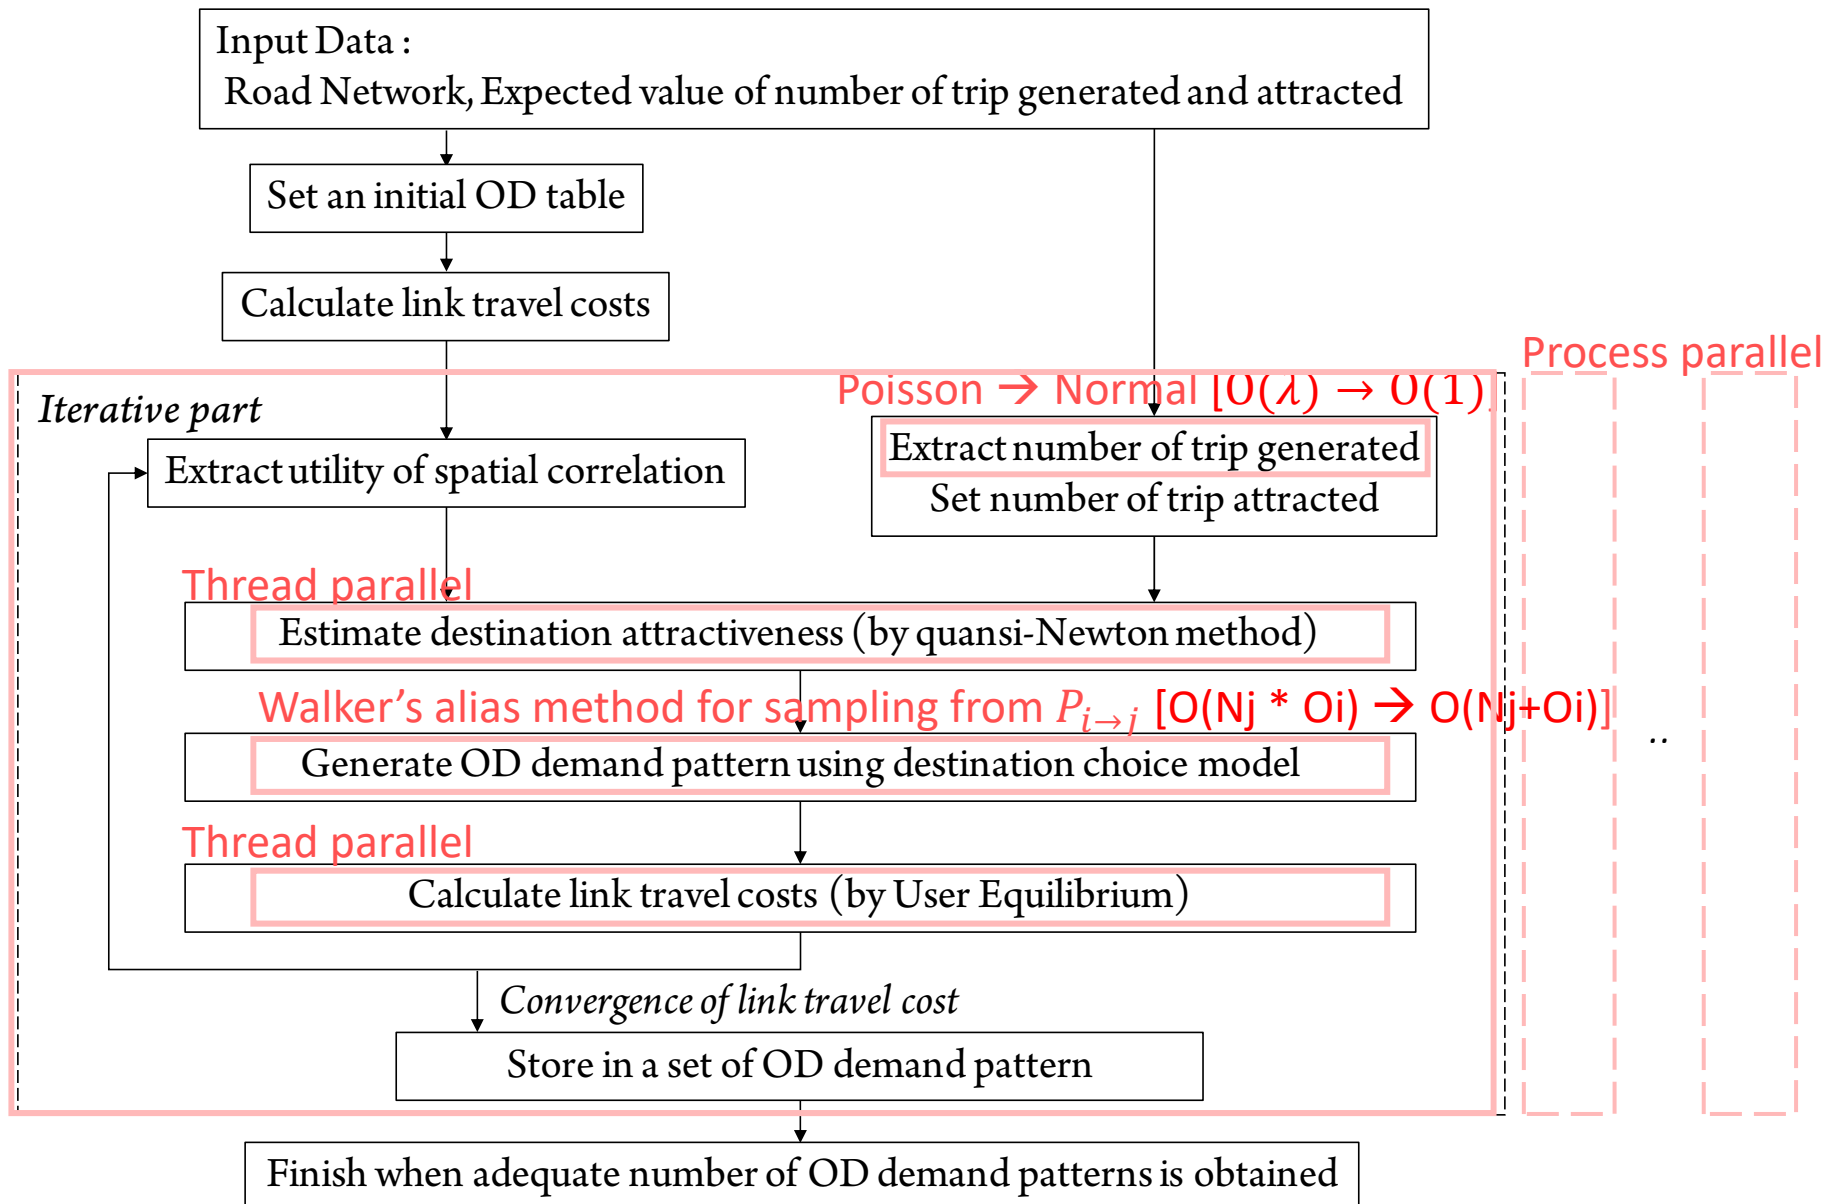 Input Data :
Road Network, Expected value of number of trip generated and attracted
Set an initial OD table
Calculate link travel costs
Process parallel
Poisson → Normal [O(λ) → O(1)]
Iterative part
Extract number of trip generated
Extract utility of spatial correlation
Set number of trip attracted
Thread parallel
Estimate destination attractiveness (by quansi-Newton method)
Walker's alias method for sampling from P_{i→j} [O(Nj * Oi) → O(Nj+Oi)]
..
Generate OD demand pattern using destination choice model
Thread parallel
Calculate link travel costs (by User Equilibrium)
Convergence of link travel cost
Store in a set of OD demand pattern
Finish when adequate number of OD demand patterns is obtained